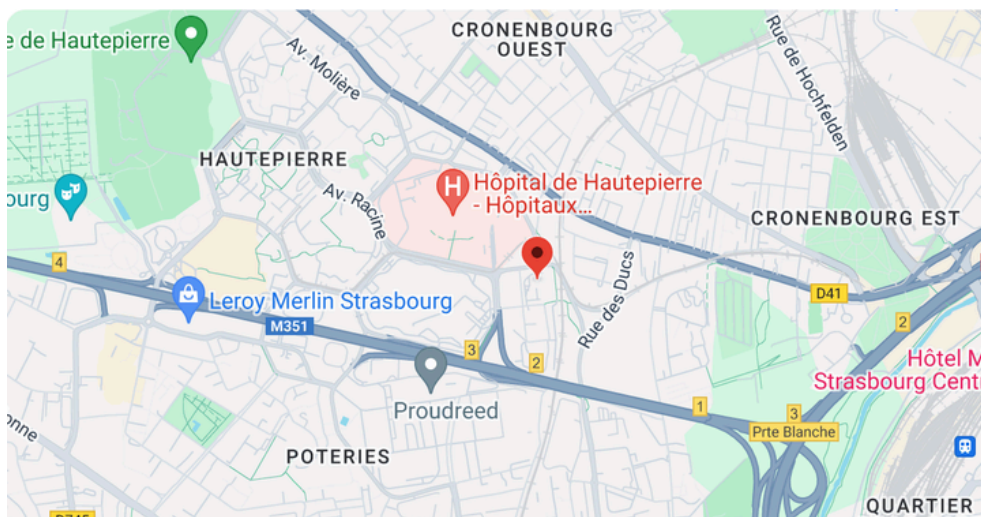 e de Hautepierre
Av. Molière
CRONENBOURG
OUEST
Rue de Hochfelden
HAUTEPIERRE
Av. Racine
Hôpital de Hautepierre
- Hôpitaux...
ourg
CRONENBOURG EST
4
Leroy Merlin Strasbourg
M351
Rue des Ducs
D41
2
3
2
Hôtel M
Strasbourg Centr
Proudreed
1
3
Prte Blanche
onne
POTERIES
QUARTIER